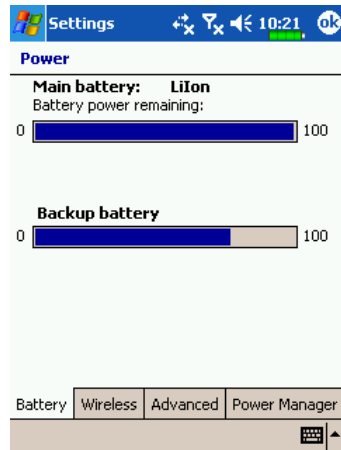 Settings 10:21 ok
Power
Main battery: LiIon
Battery power remaining:
0 100
Backup battery
0 100
Battery Wireless Advanced Power Manager